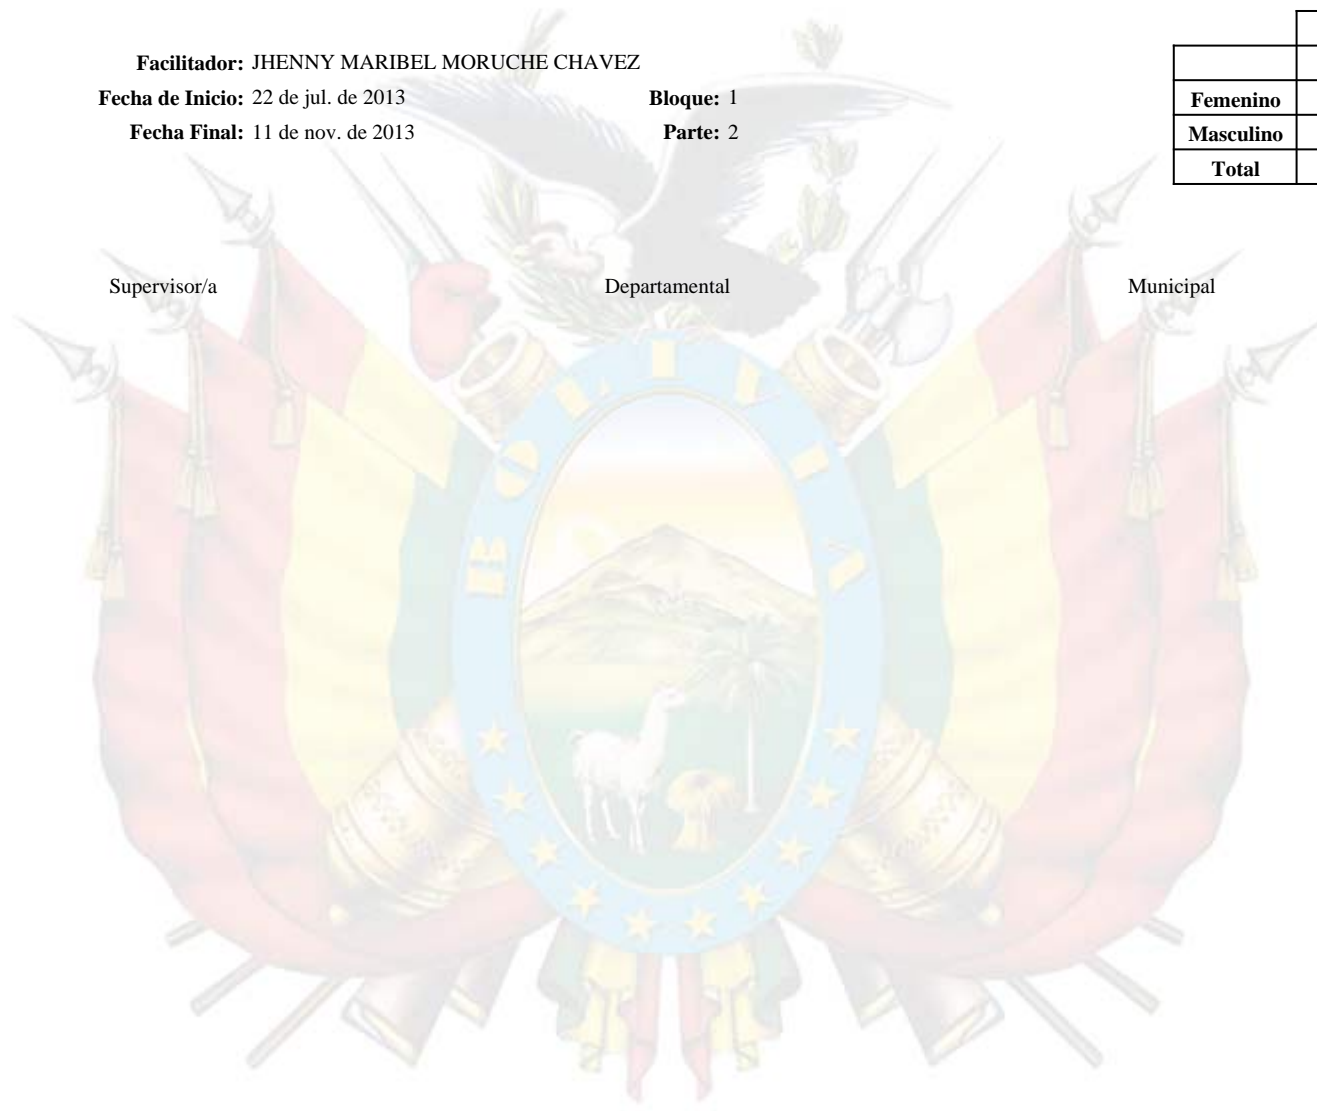 Facilitador: JHENNY MARIBEL MORUCHE CHAVEZ
Fecha de Inicio: 22 de jul. de 2013 Bloque: 1
Fecha Final: 11 de nov. de 2013 Parte: 2
Femenino
Masculino
Total
Supervisor/a Departamental Municipal
BOLIVIA